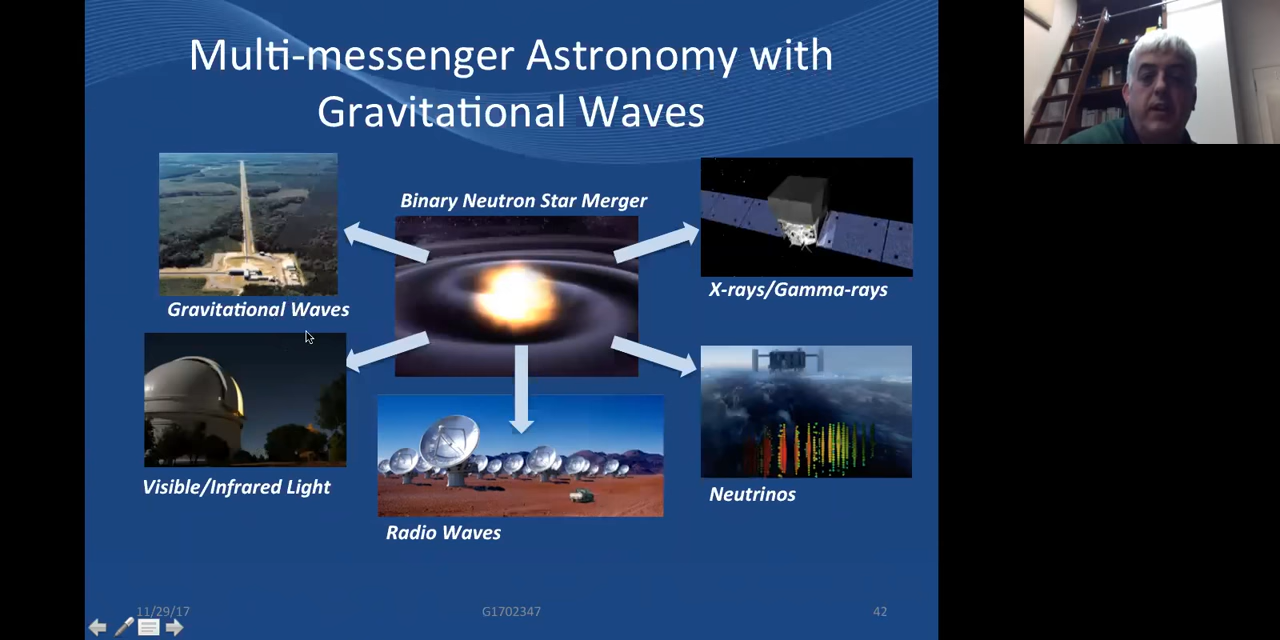 Multi-messenger Astronomy with
Gravitational Waves
Binary Neutron Star Merger
Gravitational Waves
X-rays/Gamma-rays
Visible/Infrared Light
Neutrinos
Radio Waves
11/29/17
G1702347
42